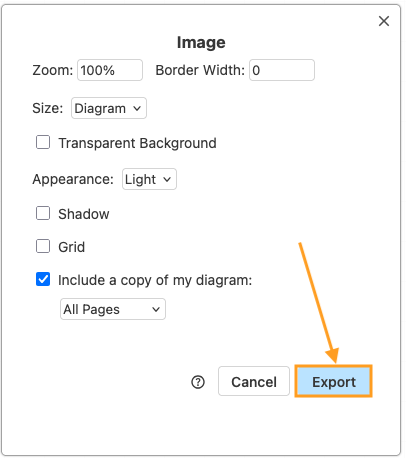 Image
Zoom: 100% Border Width: 0
Size: Diagram
Transparent Background
Appearance: Light
Shadow
Grid
Include a copy of my diagram:
All Pages
? Cancel Export